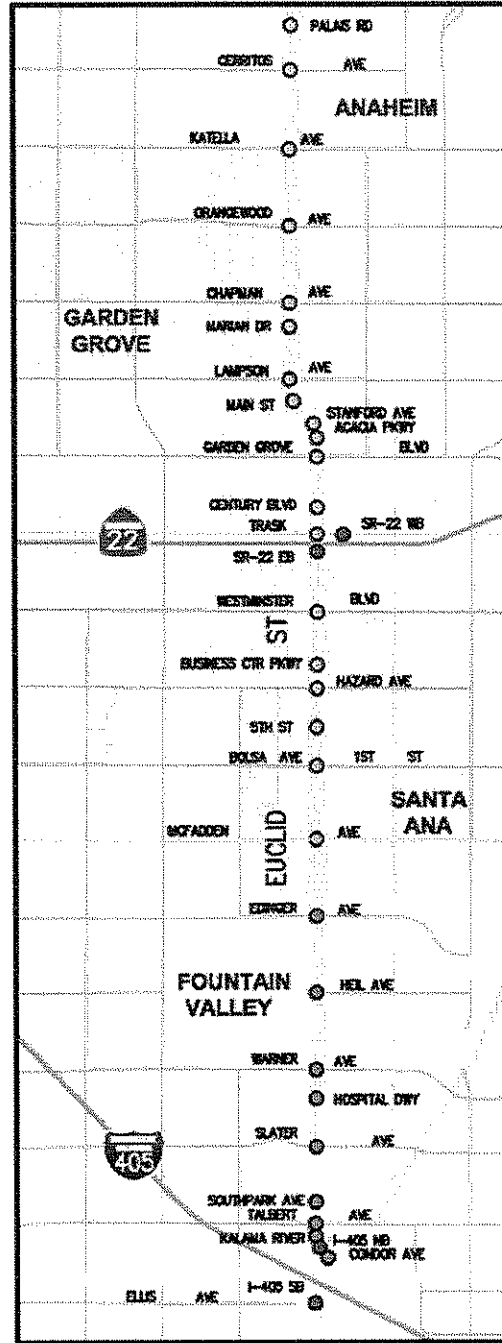 PALAIS RD
CERRITOS AVE
ANAHEIM
KATELLA AVE
ORANGEWOOD AVE
CHAPMAN AVE
GARDEN
GROVE
MARIAN DR
LAMPSON AVE
MAIN ST
STANFORD AVE
ACACIA PKWY
GARDEN GROVE BLVD
CENTURY BLVD
TRASK
SR-22 WB
22
SR-22 EB
WESTMINSTER BLVD
EUCLID ST
BUSINESS CTR PKWY
HAZARD AVE
5TH ST
BOLSA AVE 1ST ST
SANTA
ANA
MCFADDEN AVE
EDINGER AVE
FOUNTAIN
VALLEY
HEIL AVE
WARNER AVE
HOSPITAL DWY
SLATER AVE
405
SOUTHPARK AVE
TALBERT AVE
KALAMA RIVER
I-405 NB
CONDOR AVE
I-405 SB
ELLIS AVE